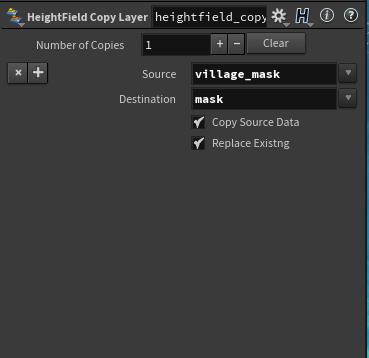 HeightField Copy Layer heightfield_copy
Number of Copies 1 Clear
Source village_mask
Destination mask
Copy Source Data
Replace Existng